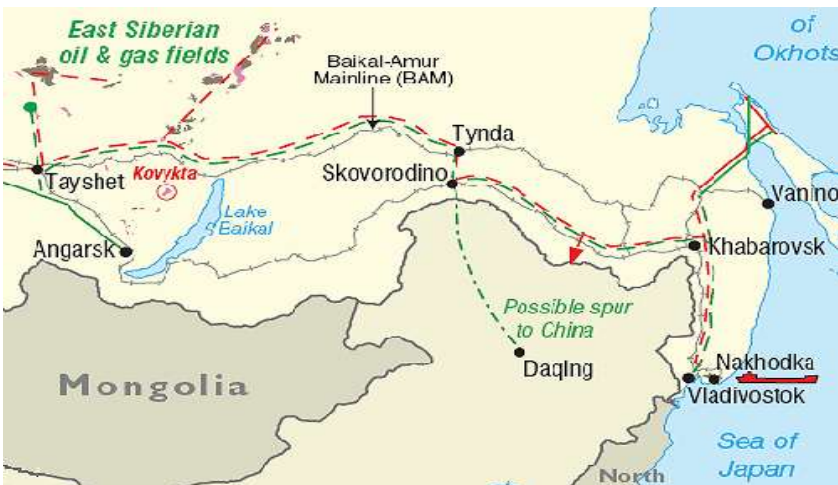 East Siberian
oil & gas fields
of
Okhots
Baikal-Amur
Mainline (BAM)
Tynda
Skovorodino
Kovykta
Tayshet
Vanino
Lake
Baikal
Angarsk
Khabarovsk
Possible spur
to China
Daqing
Nakhodka
Mongolia
Vladivostok
Sea of
Japan
North